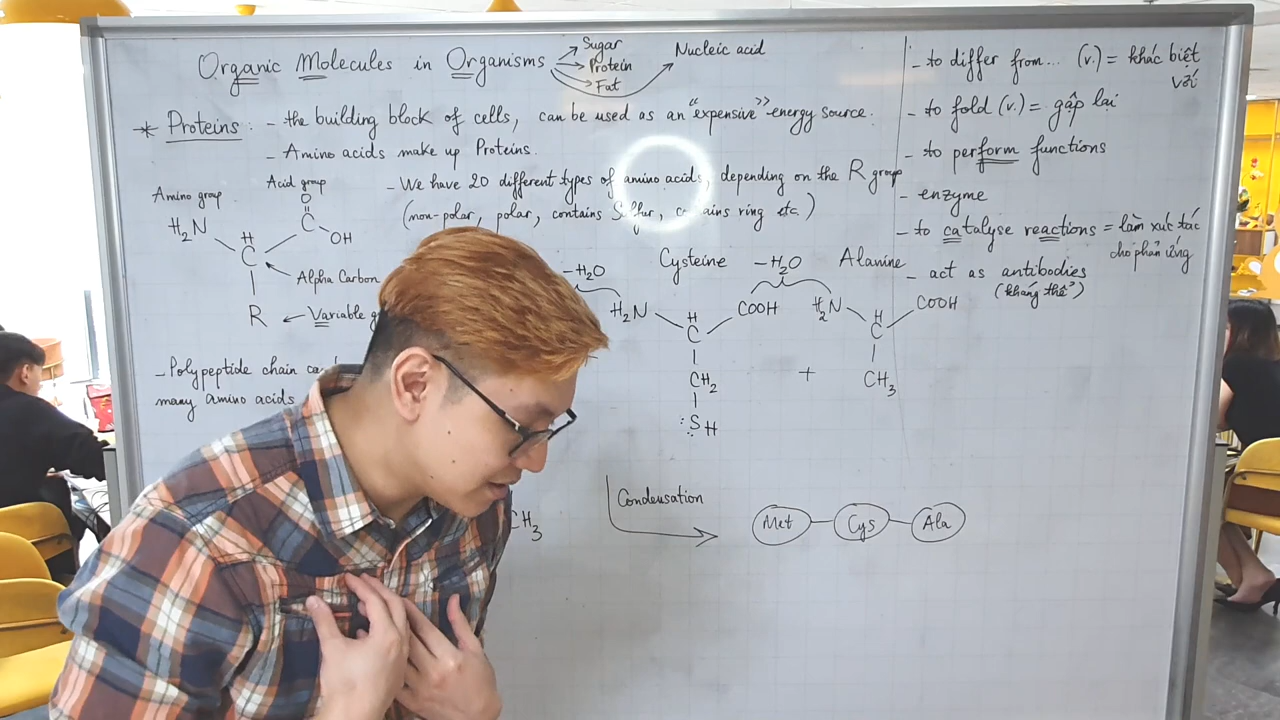 Organic Molecules in Organisms
Sugar
Protein
Fat
Nucleic acid
* Proteins: - the building block of cells, can be used as an "expensive" energy source.
- Amino acids make up Proteins.
- We have 20 different types of amino acids, depending on the R group
(non-polar, polar, contains Sulfur, ring etc.)
Amino group
Acid group
O
H₂N
C
OH
H
C
Alpha Carbon
R
Variable
- Polypeptide chain
many amino acids
-H₂O
Cysteine
-H₂O
Alanine
H₂N
H
C
COOH
CH₂
SH
+
H₂N
H
C
COOH
CH₃
CH₃
Condensation
Met - Cys - Ala
- to differ from... (v.) = khác biệt
với
- to fold (v.) = gấp lại
- to perform functions
- enzyme
- to catalyse reactions = làm xúc tác
cho phản ứng
- act as antibodies
(kháng thể)